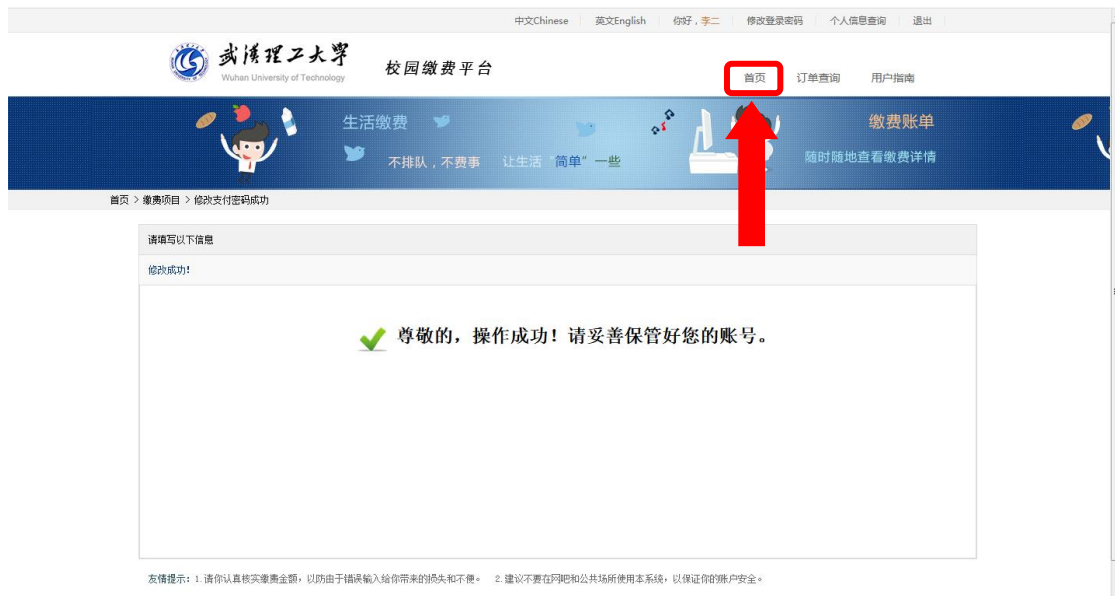 中文Chinese 英文English 你好，李二 修改登录密码 个人信息查询 退出
武汉理工大学
Wuhan University of Technology
校园缴费平台
首页 订单查询 用户指南
生活缴费
不排队，不费事 让生活“简单”一些
缴费账单
随时随地查看缴费详情
首页 > 缴费项目 > 修改支付密码成功
请填写以下信息
修改成功！
尊敬的，操作成功！请妥善保管好您的账号。
友情提示：1.请你认真核实缴费金额，以防由于错误输入给你带来的损失和不便。 2.建议不要在网吧和公共场所使用本系统，以保证你的账户安全。